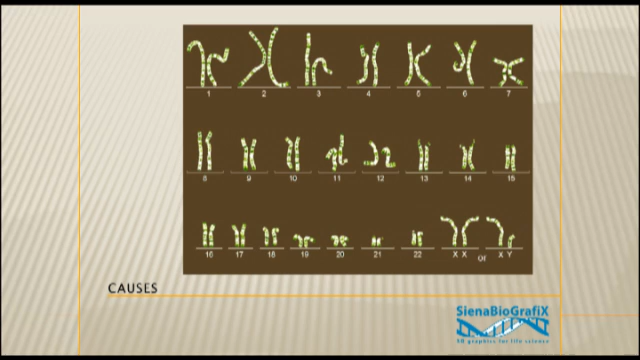 1 2 3 4 5 6 7
8 9 10 11 12 13 14 15
16 17 18 19 20 21 22 X X or X Y
CAUSES
SienaBioGrafiX
3D graphics for life science